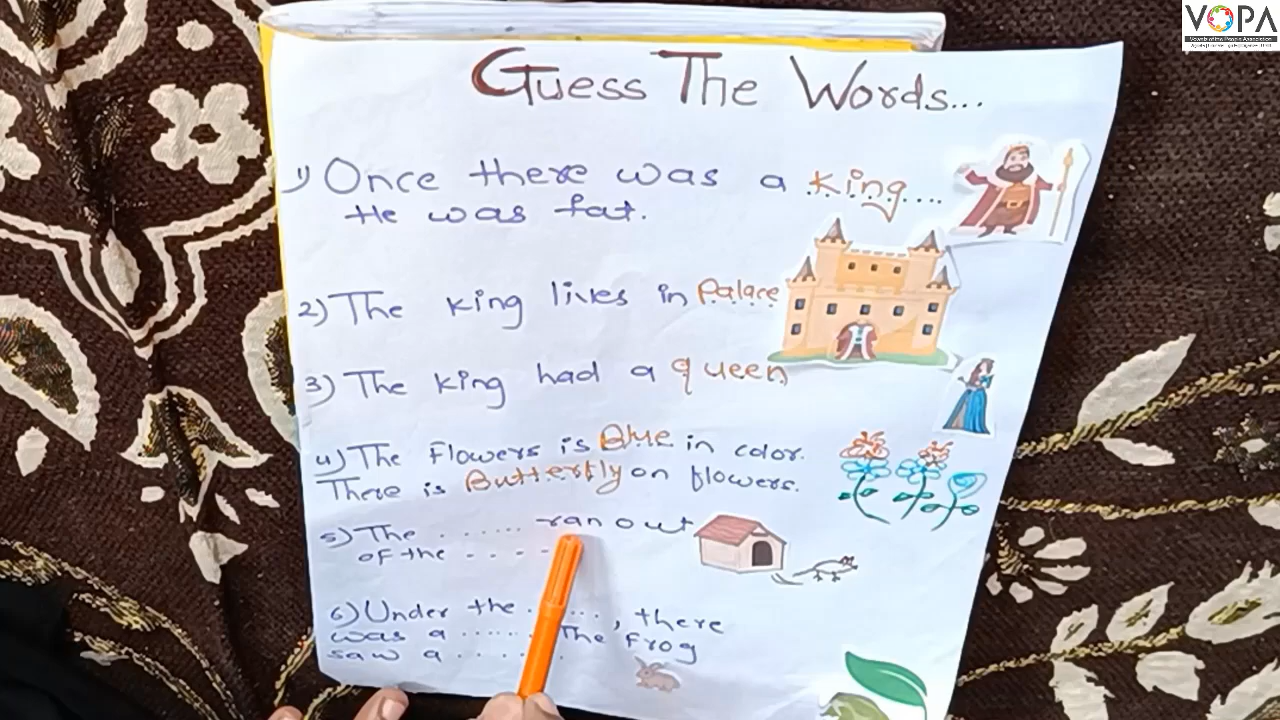 VOPA
Guess The Words...
1) Once there was a King....
He was fat.
2) The king lives in Palace
3) The king had a queen
4) The Flowers is Blue in color.
There is Butterfly on flowers.
5) The ...... ran out
of the - - - -
6) Under the ......, there
was a ...... The Frog
saw a .......